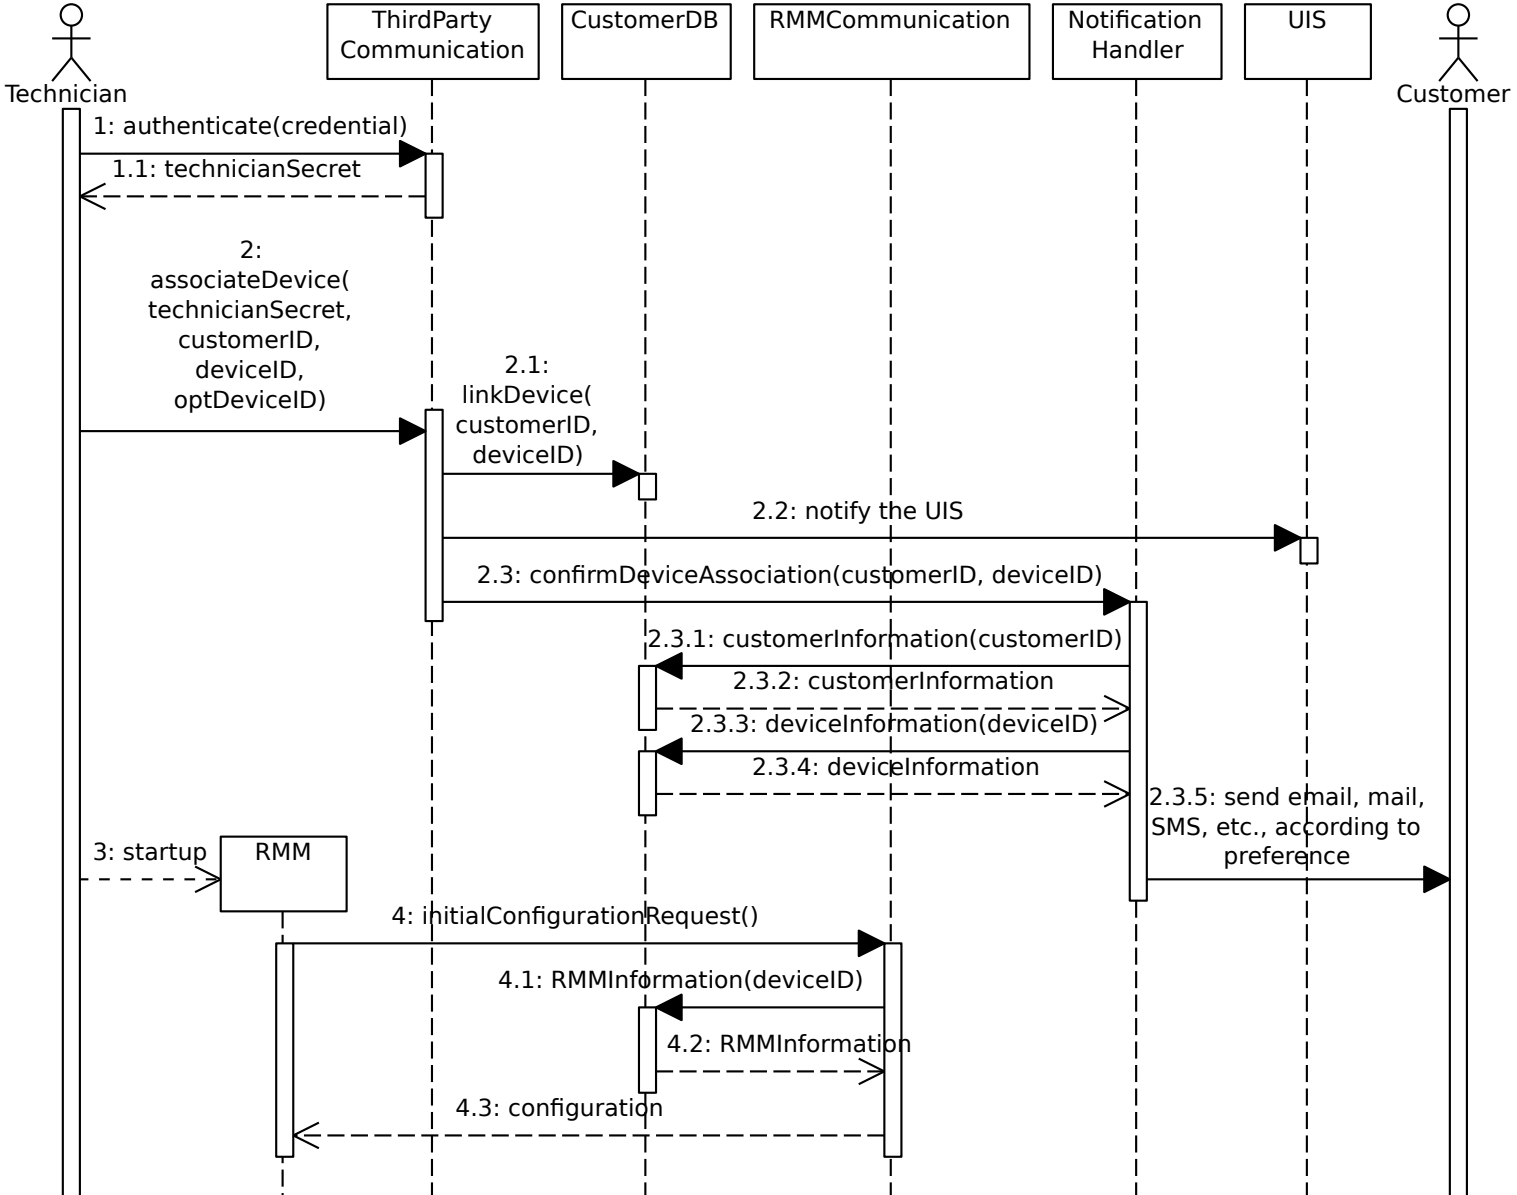 ThirdParty
Communication
CustomerDB
RMMCommunication
Notification
Handler
UIS
Technician
Customer
1: authenticate(credential)
1.1: technicianSecret
2:
associateDevice(
technicianSecret,
customerID,
deviceID,
optDeviceID)
2.1:
linkDevice(
customerID,
deviceID)
2.2: notify the UIS
2.3: confirmDeviceAssociation(customerID, deviceID)
2.3.1: customerInformation(customerID)
2.3.2: customerInformation
2.3.3: deviceInformation(deviceID)
2.3.4: deviceInformation
2.3.5: send email, mail,
SMS, etc., according to
preference
3: startup
RMM
4: initialConfigurationRequest()
4.1: RMMInformation(deviceID)
4.2: RMMInformation
4.3: configuration